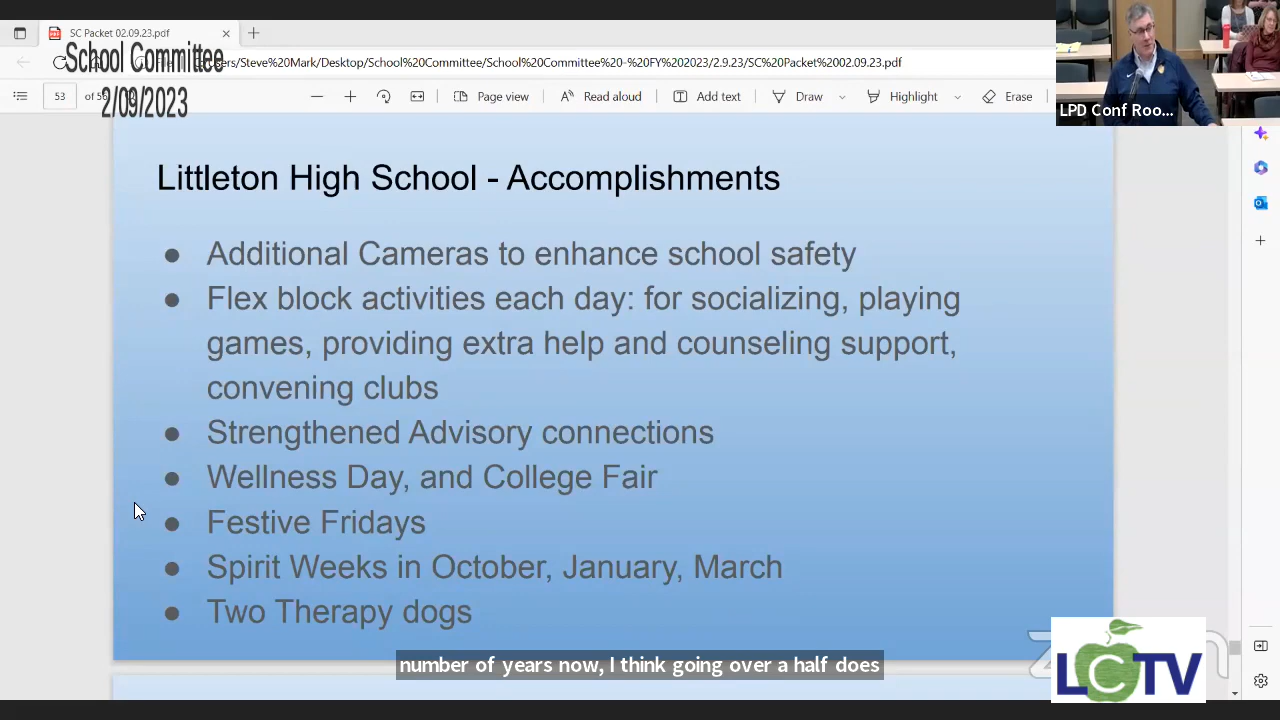 SC Packet 02.09.23.pdf
School Committee
2/09/2023
ers/Steve%20Mark/Desktop/School%20Committee/School%20Committee%20FY%202023/2.9.23/SC%20Packet%2002.09.23.pdf
53
Page view
Read aloud
Add text
Draw
Highlight
Erase
LPD Conf Roo...
Littleton High School - Accomplishments
● Additional Cameras to enhance school safety
● Flex block activities each day: for socializing, playing
games, providing extra help and counseling support,
convening clubs
● Strengthened Advisory connections
● Wellness Day, and College Fair
● Festive Fridays
● Spirit Weeks in October, January, March
● Two Therapy dogs
number of years now, I think going over a half does
LCTV